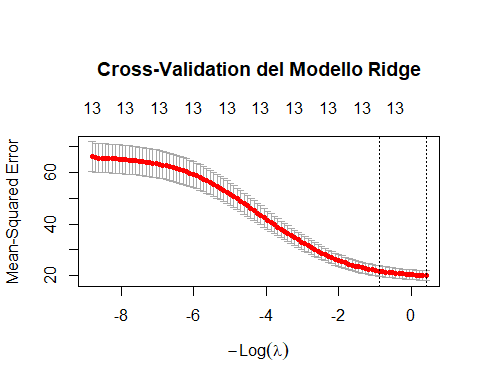 Cross-Validation del Modello Ridge
13 13 13 13 13 13 13 13 13 13
Mean-Squared Error
60
40
20
-8 -6 -4 -2 0
−Log(λ)